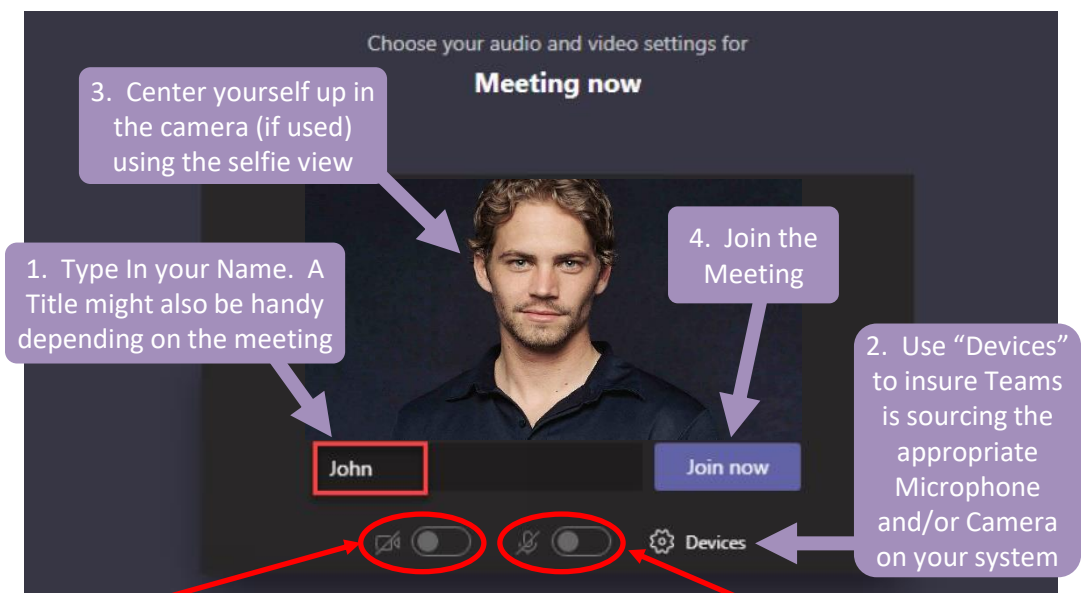 Choose your audio and video settings for
Meeting now
3. Center yourself up in
the camera (if used)
using the selfie view
4. Join the
Meeting
1. Type In your Name. A
Title might also be handy
depending on the meeting
2. Use “Devices”
to insure Teams
is sourcing the
appropriate
Microphone
and/or Camera
on your system
John
Join now
Devices